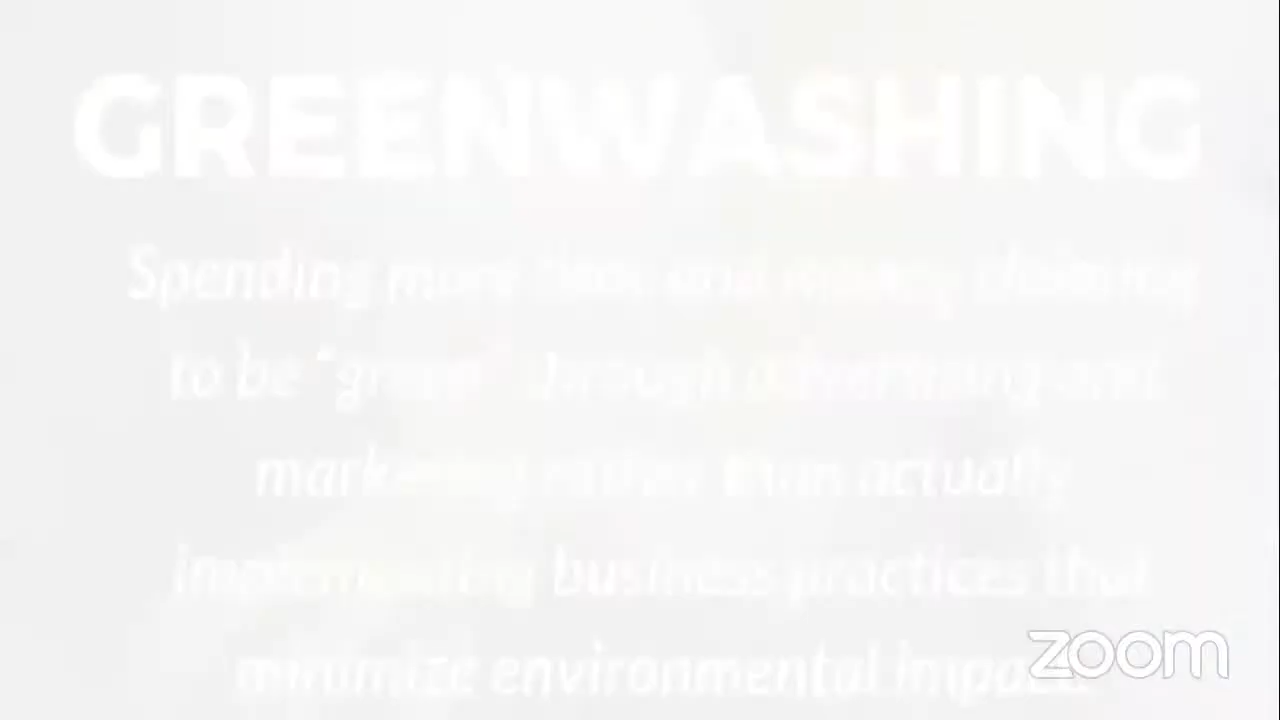 GREENWASHING
Spending more time and money claiming
to be "green" through advertising and
marketing rather than actually
implementing business practices that
minimize environmental impact.
zoom